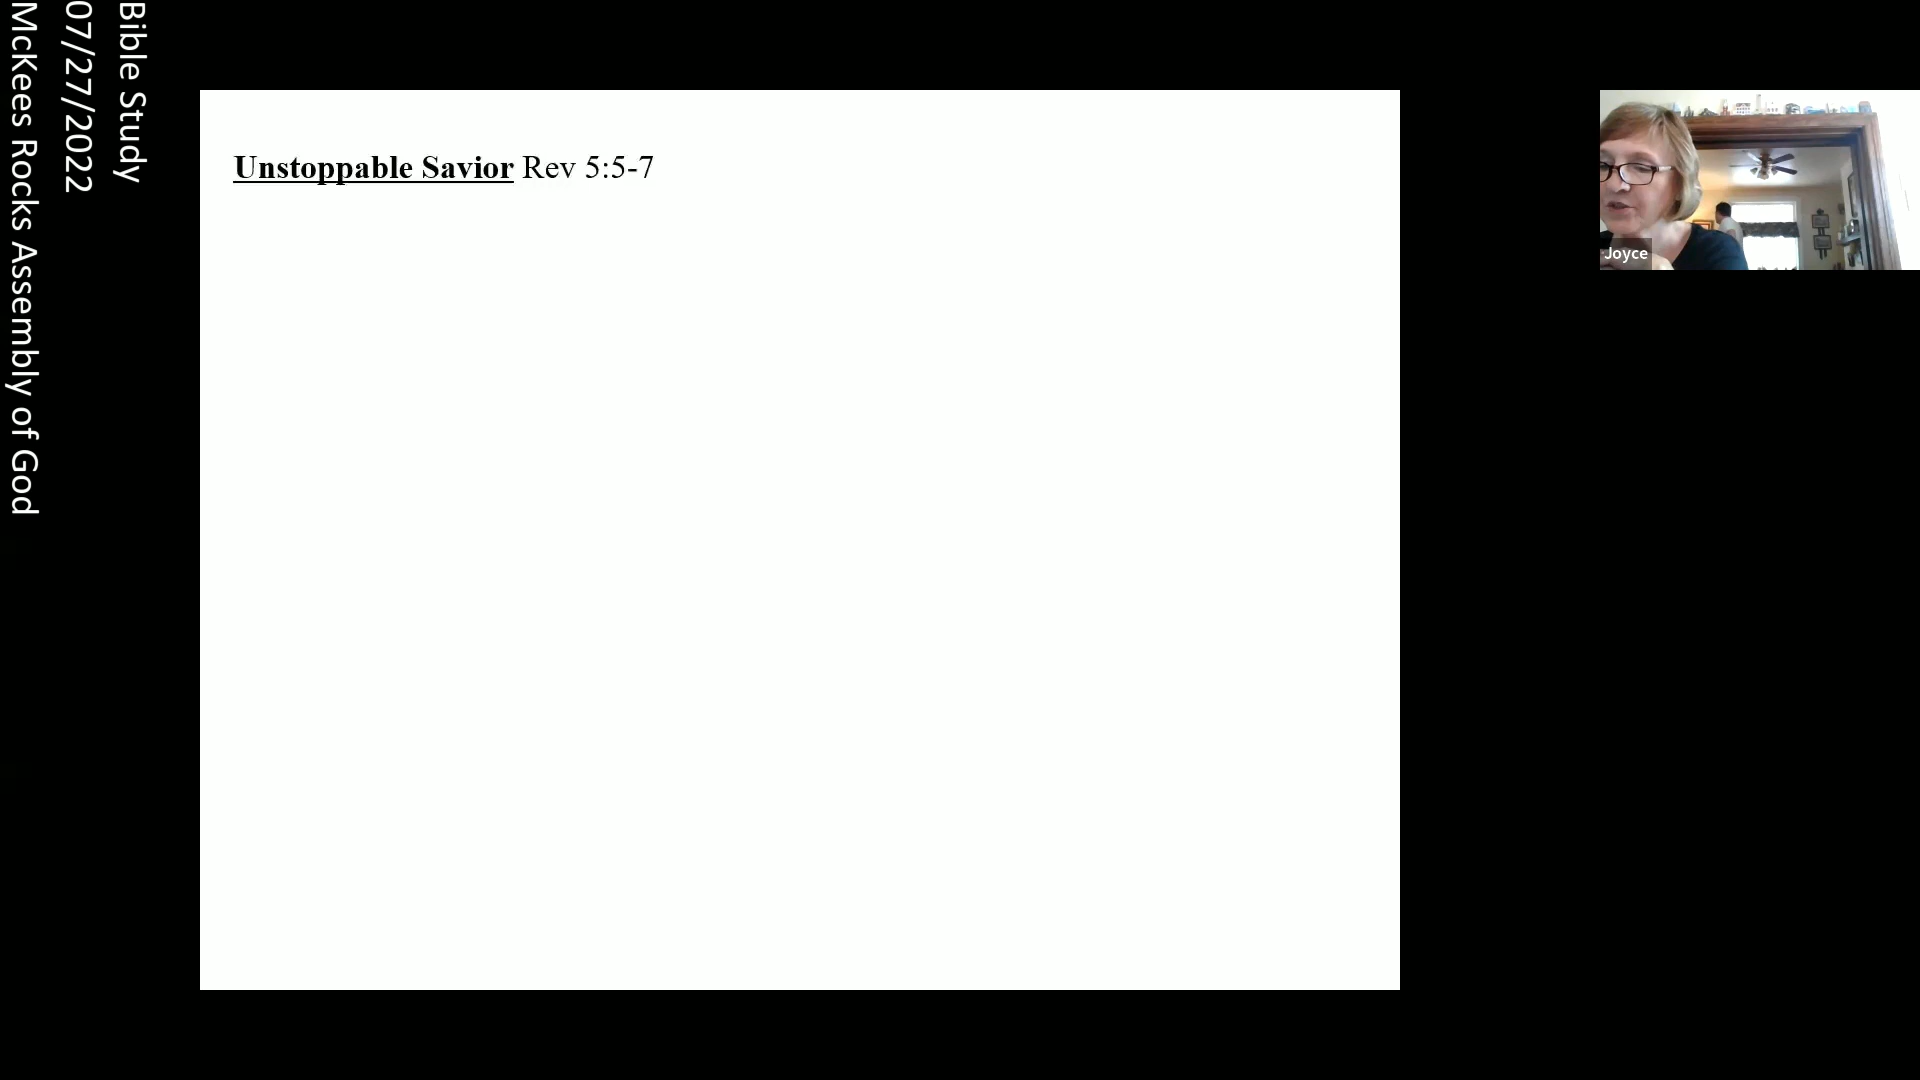 Bible Study
07/27/2022
McKees Rocks Assembly of God
Unstoppable Savior Rev 5:5-7
Joyce